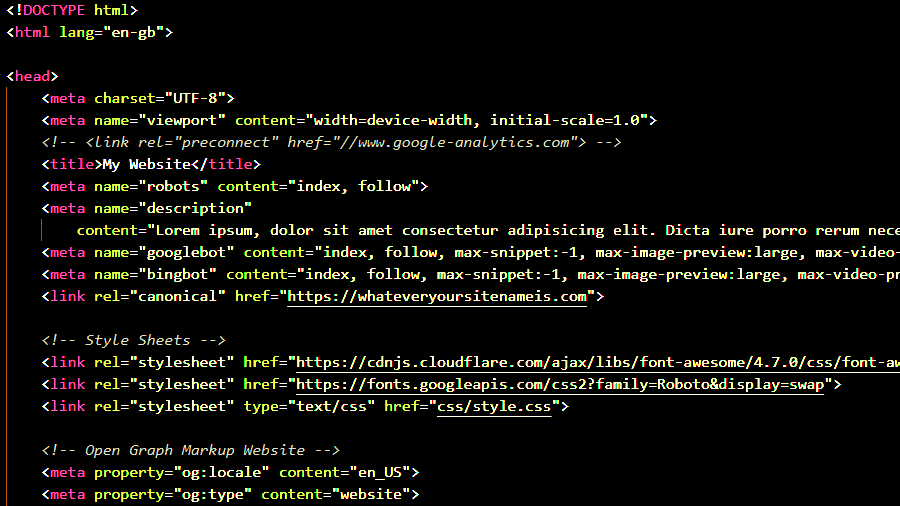 <!DOCTYPE html>
<html lang="en-gb">
<head>
<meta charset="UTF-8">
<meta name="viewport" content="width=device-width, initial-scale=1.0">
<!-- <link rel="preconnect" href="//www.google-analytics.com"> -->
<title>My Website</title>
<meta name="robots" content="index, follow">
<meta name="description"
content="Lorem ipsum, dolor sit amet consectetur adipisicing elit. Dicta iure porro rerum nece
<meta name="googlebot" content="index, follow, max-snippet:-1, max-image-preview:large, max-video-
<meta name="bingbot" content="index, follow, max-snippet:-1, max-image-preview:large, max-video-pr
<link rel="canonical" href="https://whateveryoursitenameis.com">
<!-- Style Sheets -->
<link rel="stylesheet" href="https://cdnjs.cloudflare.com/ajax/libs/font-awesome/4.7.0/css/font-aw
<link rel="stylesheet" href="https://fonts.googleapis.com/css2?family=Roboto&display=swap">
<link rel="stylesheet" type="text/css" href="css/style.css">
<!-- Open Graph Markup Website -->
<meta property="og:locale" content="en_US">
<meta property="og:type" content="website">